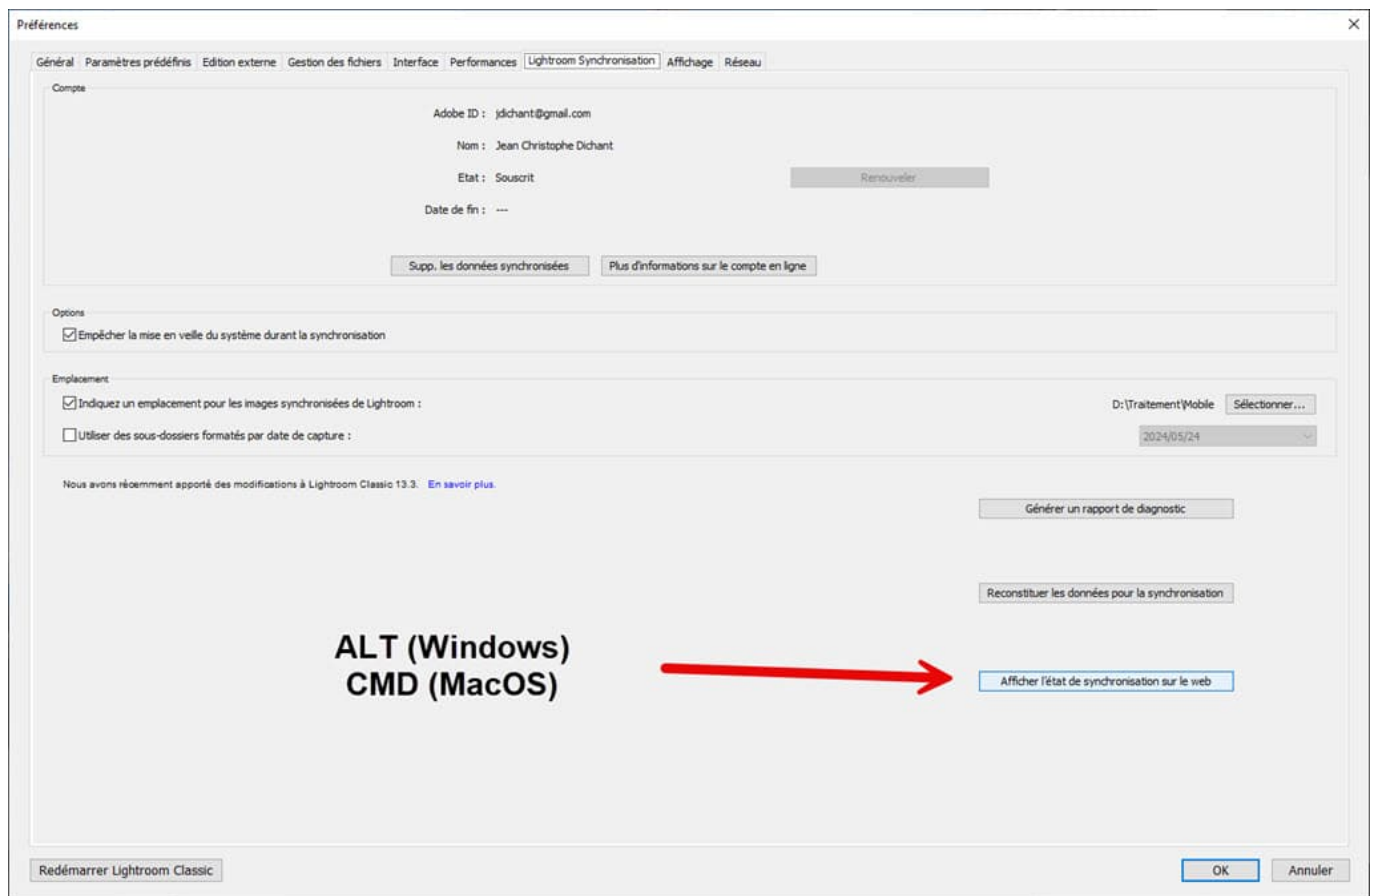 Préférences
Général Paramètres prédéfinis Edition externe Gestion des fichiers Interface Performances Lightroom Synchronisation Affichage Réseau
Compte
Adobe ID : jdichant@gmail.com
Nom : Jean Christophe Dichant
Etat : Souscrit Renouveler
Date de fin : ---
Supp. les données synchronisées Plus d'informations sur le compte en ligne
Options
Empêcher la mise en veille du système durant la synchronisation
Emplacement
Indiquez un emplacement pour les images synchronisées de Lightroom : D:\Traitement\Mobile Sélectionner...
Utiliser des sous-dossiers formatés par date de capture : 2024/05/24
Nous avons récemment apporté des modifications à Lightroom Classic 13.3. En savoir plus.
Générer un rapport de diagnostic
Reconstituer les données pour la synchronisation
ALT (Windows)
CMD (MacOS)
Afficher l'état de synchronisation sur le web
Redémarrer Lightroom Classic OK Annuler